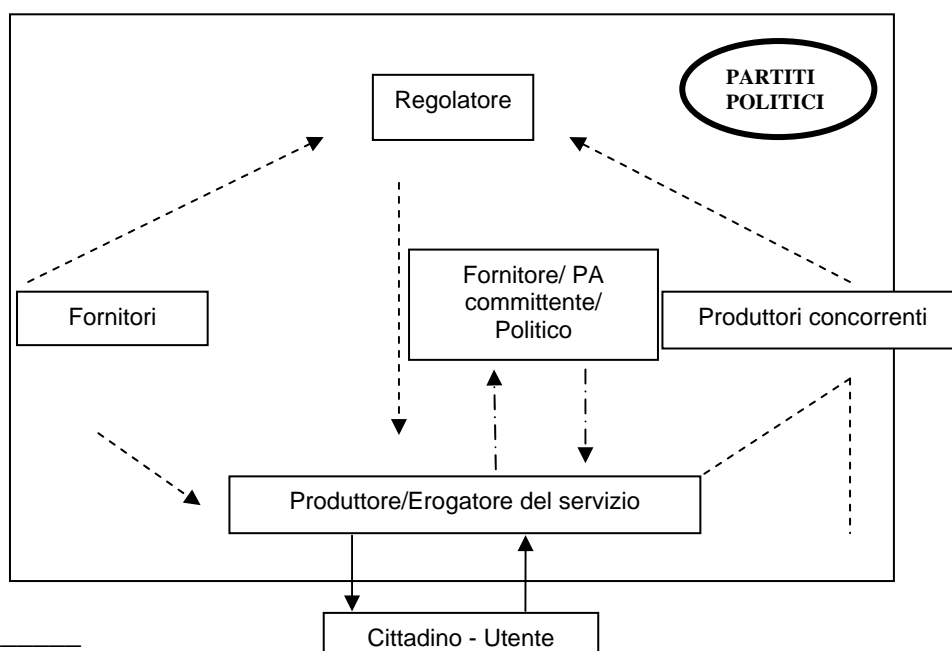 PARTITI
POLITICI
Regolatore
Fornitori
Fornitore/ PA
committente/
Politico
Produttori concorrenti
Produttore/Erogatore del servizio
Cittadino - Utente